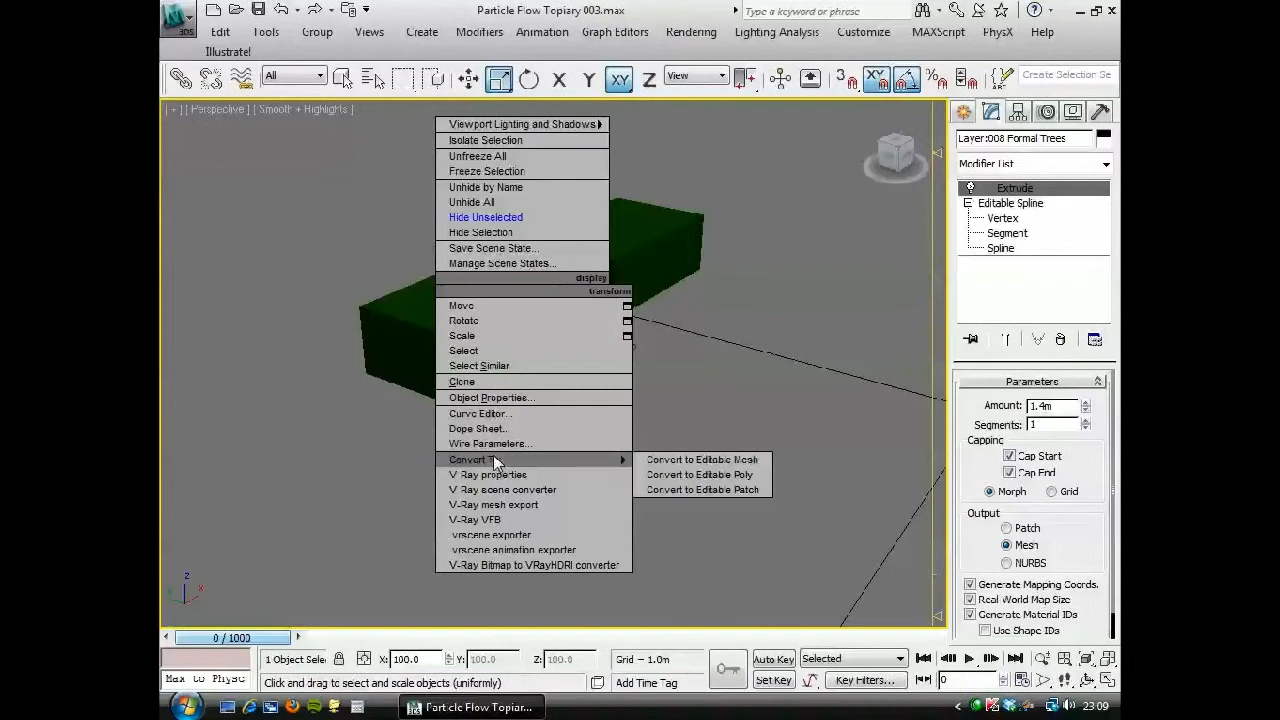 Particle Flow Topiary 003.max
Type a keyword or phrase
Edit Tools Group Views Create Modifiers Animation Graph Editors Rendering Lighting Analysis Customize MAXScript PhysX Help
Illustrate!
All
X Y XY Z
View
3
XY
%
Create Selection Se
[ + ] [ Perspective ] [ Smooth + Highlights ]
Viewport Lighting and Shadows
Isolate Selection
Unfreeze All
Freeze Selection
Unhide by Name
Unhide All
Hide Unselected
Hide Selection
Save Scene State...
Manage Scene States...
display
transform
Move
Rotate
Scale
Select
Select Similar
Clone
Object Properties...
Curve Editor...
Dope Sheet...
Wire Parameters...
Convert T
Convert to Editable Mesh
Convert to Editable Poly
Convert to Editable Patch
V-Ray properties
V-Ray scene converter
V-Ray mesh export
V-Ray VFB
.vrscene exporter
.vrscene animation exporter
V-Ray Bitmap to VRayHDRI converter
Layer:008 Formal Trees
Modifier List
Extrude
Editable Spline
Vertex
Segment
Spline
Parameters
Amount: 1.4m
Segments: 1
Capping
Cap Start
Cap End
Morph Grid
Output
Patch
Mesh
NURBS
Generate Mapping Coords.
Real-World Map Size
Generate Material IDs
Use Shape IDs
z
x
0 / 1000
1 Object Sele
X: 100.0 Y: 100.0 Z: 100.0
Grid = 1.0m
Auto Key
Selected
Max to Physc
Click and drag to select and scale objects (uniformly)
Add Time Tag
Set Key
Key Filters...
0
Particle Flow Topiar...
23:09